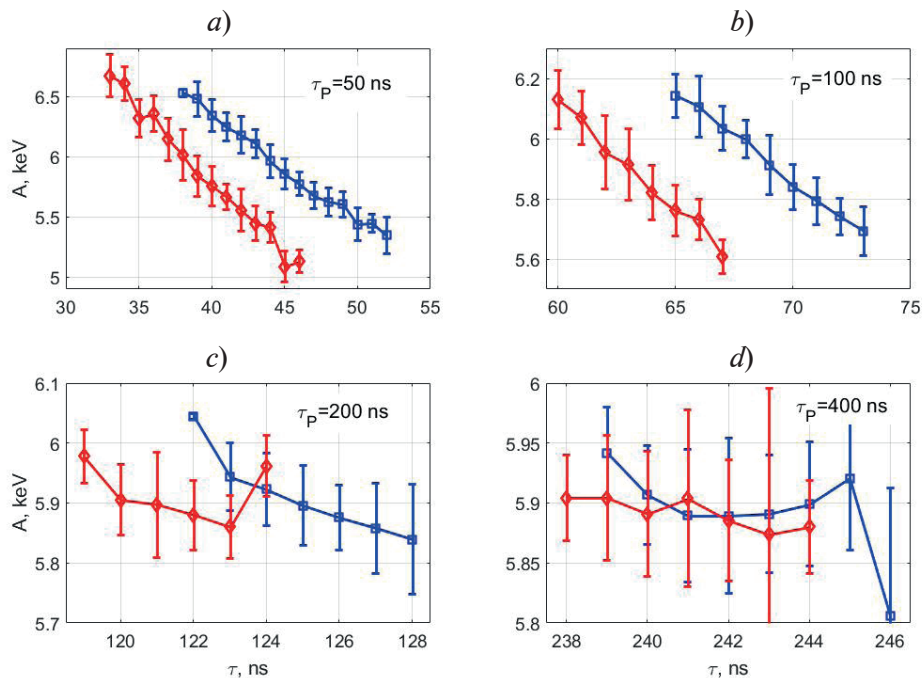 a) b)
6.5
6
5.5
5
A, keV
τP=50 ns
30 35 40 45 50 55
6.2
6
5.8
5.6
A, keV
τP=100 ns
60 65 70 75
c) d)
6.1
6
5.9
5.8
5.7
A, keV
τP=200 ns
120 122 124 126 128
τ, ns
6
5.95
5.9
5.85
5.8
A, keV
τP=400 ns
238 240 242 244 246
τ, ns